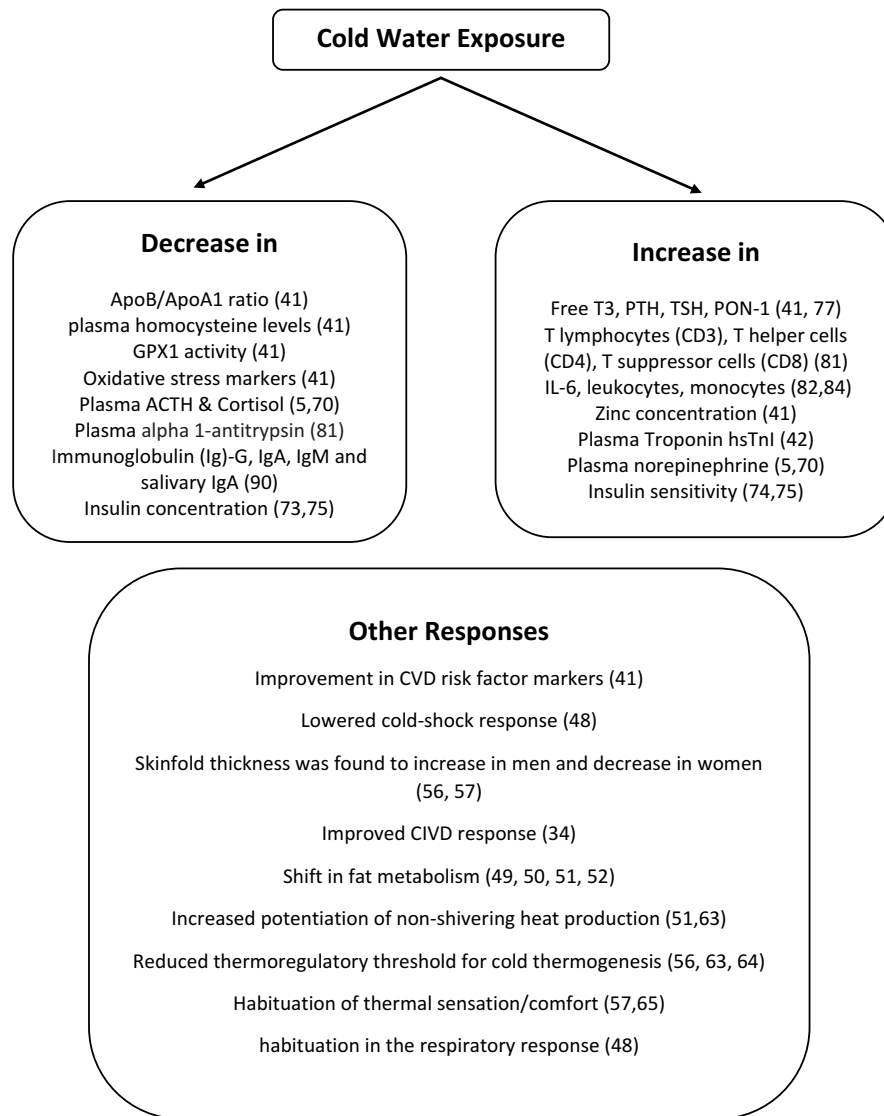 Cold Water Exposure
Decrease in
ApoB/ApoA1 ratio (41)
plasma homocysteine levels (41)
GPX1 activity (41)
Oxidative stress markers (41)
Plasma ACTH & Cortisol (5,70)
Plasma alpha 1-antitrypsin (81)
Immunoglobulin (Ig)-G, IgA, IgM and
salivary IgA (90)
Insulin concentration (73,75)
Increase in
Free T3, PTH, TSH, PON-1 (41, 77)
T lymphocytes (CD3), T helper cells
(CD4), T suppressor cells (CD8) (81)
IL-6, leukocytes, monocytes (82,84)
Zinc concentration (41)
Plasma Troponin hsTnI (42)
Plasma norepinephrine (5,70)
Insulin sensitivity (74,75)
Other Responses
Improvement in CVD risk factor markers (41)
Lowered cold-shock response (48)
Skinfold thickness was found to increase in men and decrease in women
(56, 57)
Improved CIVD response (34)
Shift in fat metabolism (49, 50, 51, 52)
Increased potentiation of non-shivering heat production (51,63)
Reduced thermoregulatory threshold for cold thermogenesis (56, 63, 64)
Habituation of thermal sensation/comfort (57,65)
habituation in the respiratory response (48)